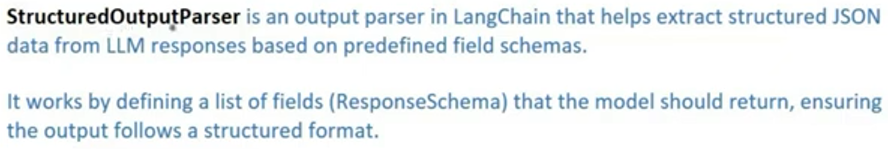 StructuredOutputParser is an output parser in LangChain that helps extract structured JSON
data from LLM responses based on predefined field schemas.
It works by defining a list of fields (ResponseSchema) that the model should return, ensuring
the output follows a structured format.